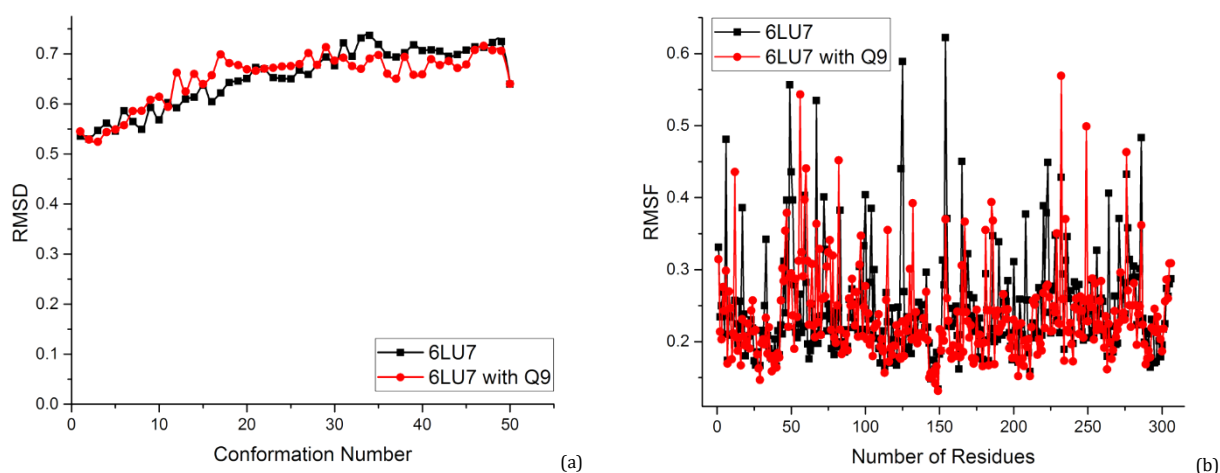 0.7
0.6
0.5
0.4
0.3
0.2
0.1
0.0
RMSD
6LU7
6LU7 with Q9
0 10 20 30 40 50
Conformation Number
(a)
6LU7
6LU7 with Q9
0.6
0.5
0.4
0.3
0.2
RMSF
0 50 100 150 200 250 300
Number of Residues
(b)